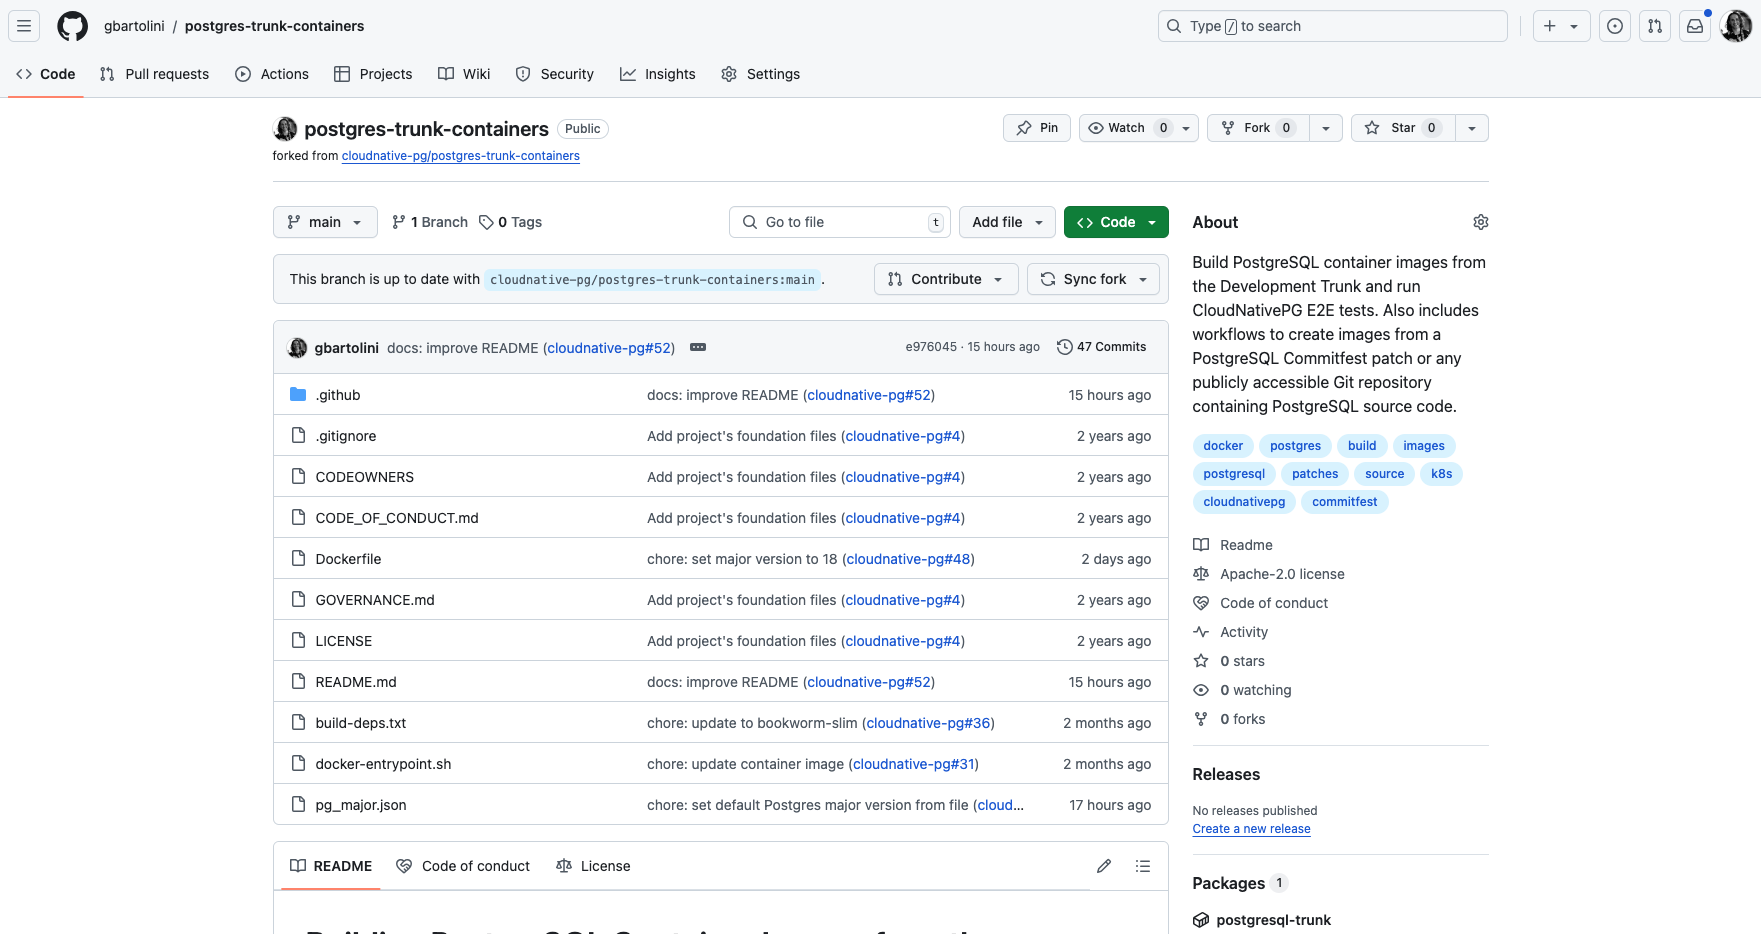 gbartolini / postgres-trunk-containers
Type / to search
Code
Pull requests
Actions
Projects
Wiki
Security
Insights
Settings
postgres-trunk-containers Public
Pin
Watch 0
Fork 0
Star 0
forked from cloudnative-pg/postgres-trunk-containers
main
1 Branch
0 Tags
Go to file t
Add file
Code
This branch is up to date with cloudnative-pg/postgres-trunk-containers:main .
Contribute
Sync fork
gbartolini docs: improve README (cloudnative-pg#52) e976045 · 15 hours ago 47 Commits
.github docs: improve README (cloudnative-pg#52) 15 hours ago
.gitignore Add project's foundation files (cloudnative-pg#4) 2 years ago
CODEOWNERS Add project's foundation files (cloudnative-pg#4) 2 years ago
CODE_OF_CONDUCT.md Add project's foundation files (cloudnative-pg#4) 2 years ago
Dockerfile chore: set major version to 18 (cloudnative-pg#48) 2 days ago
GOVERNANCE.md Add project's foundation files (cloudnative-pg#4) 2 years ago
LICENSE Add project's foundation files (cloudnative-pg#4) 2 years ago
README.md docs: improve README (cloudnative-pg#52) 15 hours ago
build-deps.txt chore: update to bookworm-slim (cloudnative-pg#36) 2 months ago
docker-entrypoint.sh chore: update container image (cloudnative-pg#31) 2 months ago
pg_major.json chore: set default Postgres major version from file (cloud... 17 hours ago
README
Code of conduct
License
About
Build PostgreSQL container images from
the Development Trunk and run
CloudNativePG E2E tests. Also includes
workflows to create images from a
PostgreSQL Commitfest patch or any
publicly accessible Git repository
containing PostgreSQL source code.
docker postgres build images
postgresql patches source k8s
cloudnativepg commitfest
Readme
Apache-2.0 license
Code of conduct
Activity
0 stars
0 watching
0 forks
Releases
No releases published
Create a new release
Packages 1
postgresql-trunk